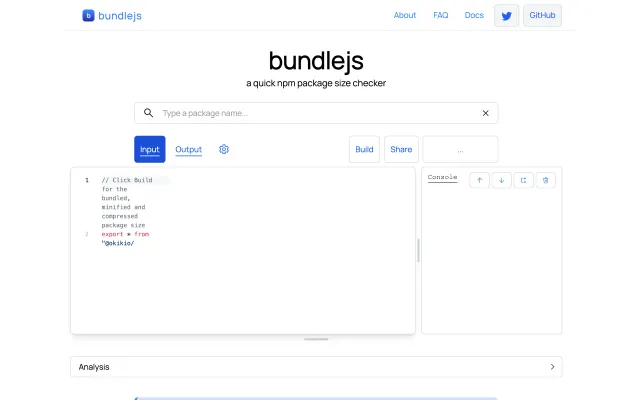 b bundlejs
About FAQ Docs GitHub
bundlejs
a quick npm package size checker
Type a package name...
Input Output Build Share ...
1 // Click Build
for the
bundled,
minified and
compressed
package size
2 export * from
"@okikio/
Console
Analysis